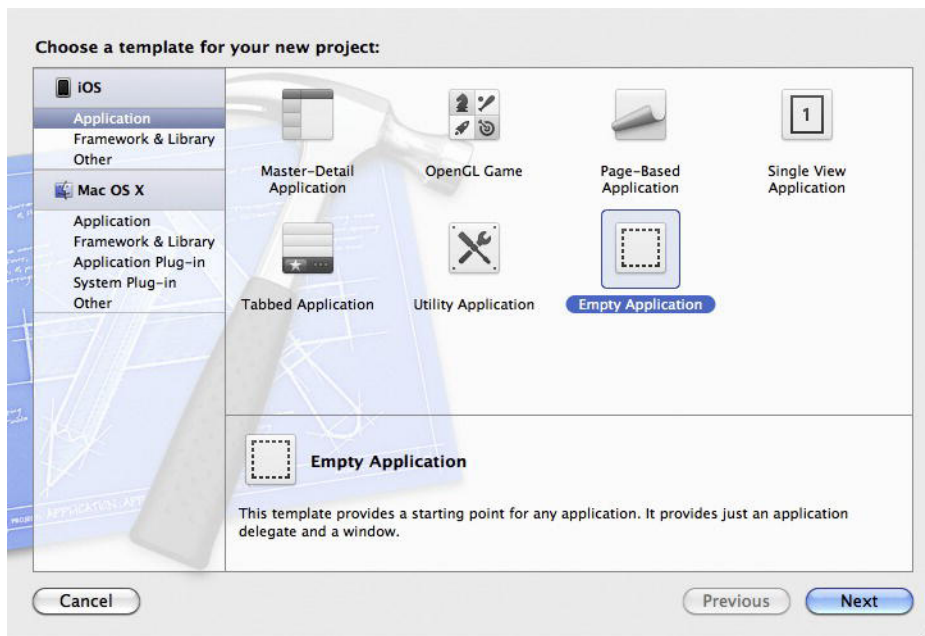 Choose a template for your new project:
iOS
Application
Framework & Library
Other
Mac OS X
Application
Framework & Library
Application Plug-in
System Plug-in
Other
Master-Detail
Application
OpenGL Game
Page-Based
Application
1
Single View
Application
Tabbed Application
Utility Application
Empty Application
Empty Application
This template provides a starting point for any application. It provides just an application
delegate and a window.
Cancel
Previous
Next